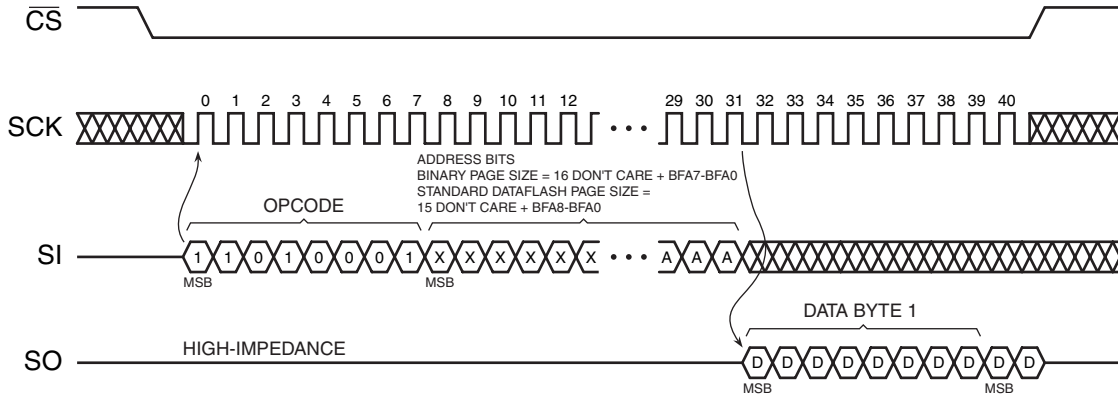 CS
SCK
0 1 2 3 4 5 6 7 8 9 10 11 12 29 30 31 32 33 34 35 36 37 38 39 40
ADDRESS BITS
BINARY PAGE SIZE = 16 DON'T CARE + BFA7-BFA0
STANDARD DATAFLASH PAGE SIZE =
15 DON'T CARE + BFA8-BFA0
OPCODE
SI
1 1 0 1 0 0 0 1 X X X X X X A A A
MSB MSB
DATA BYTE 1
SO
HIGH-IMPEDANCE
D D D D D D D D D D
MSB MSB